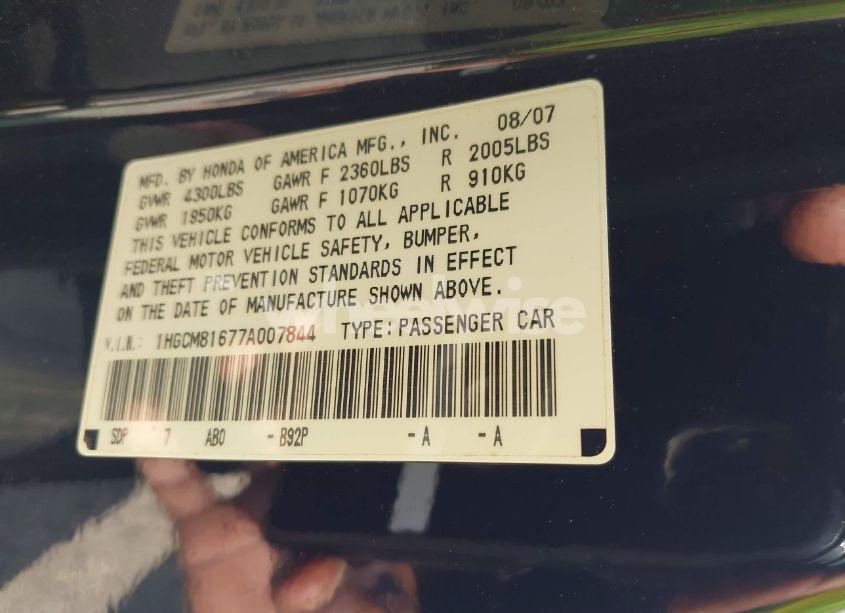 MFD. BY HONDA OF AMERICA MFG., INC. 08/07
GVWR 4300LBS GAWR F 2360LBS R 2005LBS
GVWR 1950KG GAWR F 1070KG R 910KG
THIS VEHICLE CONFORMS TO ALL APPLICABLE
FEDERAL MOTOR VEHICLE SAFETY, BUMPER,
AND THEFT PREVENTION STANDARDS IN EFFECT
ON THE DATE OF MANUFACTURE SHOWN ABOVE.
V.I.N.: 1HGCM81677A007844 TYPE:PASSENGER CAR
SDP 7 AB0 -B92P -A -A
wheelwise